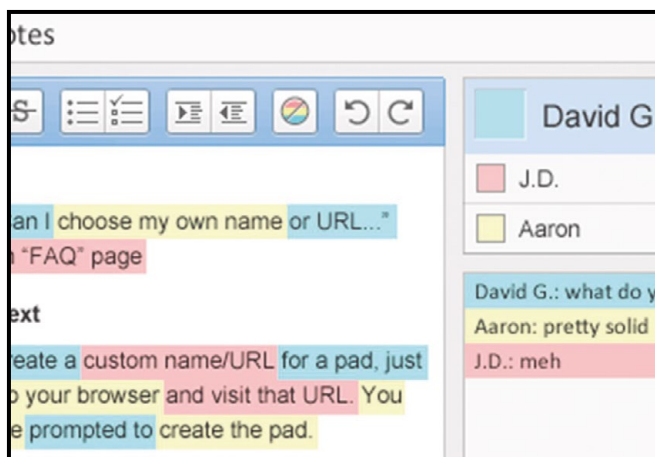 otes
David G
J.D.
Aaron
an I choose my own name or URL...”
“FAQ” page
ext
David G.: what do y
Aaron: pretty solid
J.D.: meh
reate a custom name/URL for a pad, just
o your browser and visit that URL. You
e prompted to create the pad.